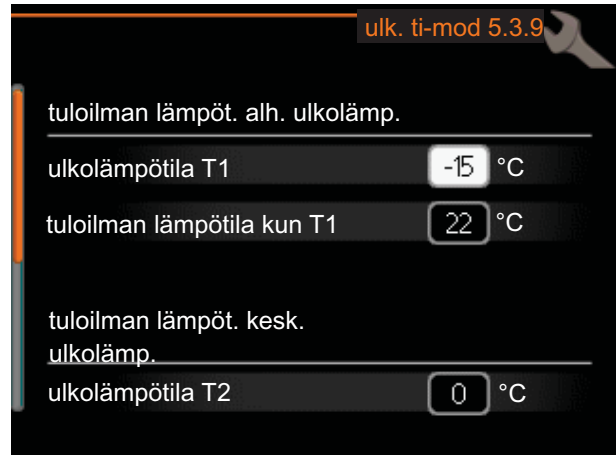 ulk. ti-mod 5.3.9
tuloilman lämpöt. alh. ulkolämp.
ulkolämpötila T1 -15 °C
tuloilman lämpötila kun T1 22 °C
tuloilman lämpöt. kesk.
ulkolämp.
ulkolämpötila T2 0 °C